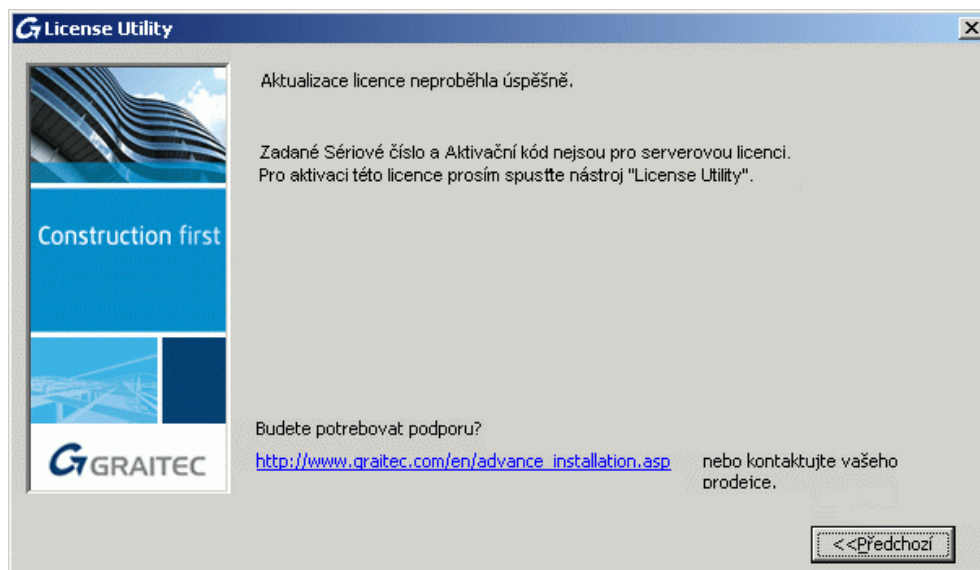 License Utility
Aktualizace licence neproběhla úspěšně.
Zadané Sériové číslo a Aktivační kód nejsou pro serverovou licenci.
Pro aktivaci této licence prosím spusťte nástroj "License Utility".
Construction first
GRAITEC
Budete potrebovat podporu?
http://www.graitec.com/en/advance_installation.asp nebo kontaktujte vašeho
prodejce.
<<Předchozí